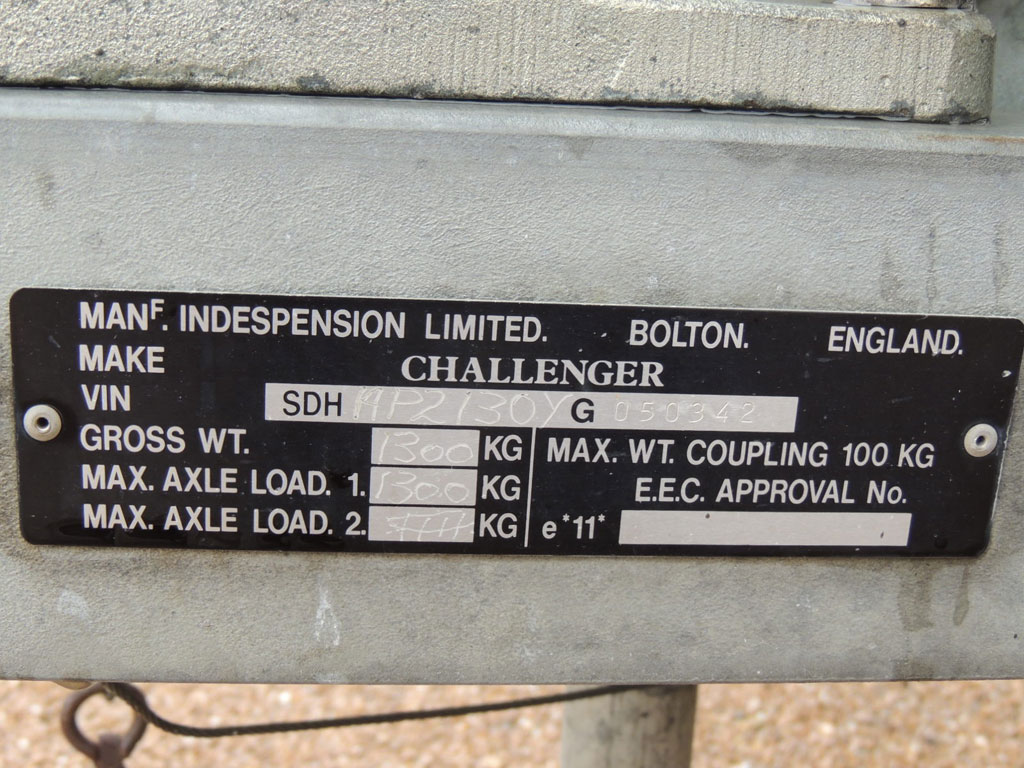 MANF. INDESPENSION LIMITED. BOLTON. ENGLAND.
MAKE CHALLENGER
VIN SDH MP2130Y G 050342
GROSS WT. 1300 KG MAX. WT. COUPLING 100 KG
MAX. AXLE LOAD. 1. 1300 KG E.E.C. APPROVAL No.
MAX. AXLE LOAD. 2. KG e*11*